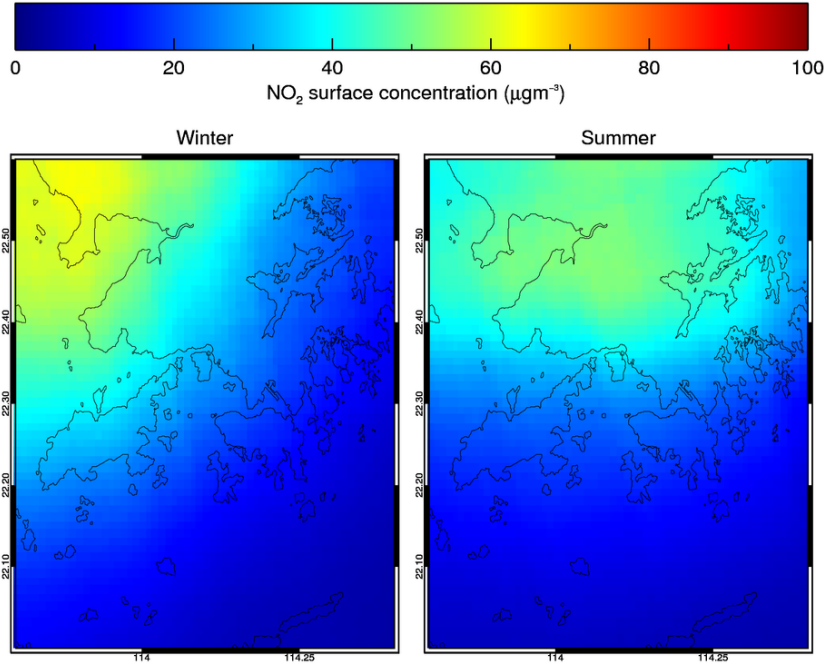 0 20 40 60 80 100
NO₂ surface concentration (μgm⁻³)
Winter Summer
22.50 22.50
22.40 22.40
22.30 22.30
22.20 22.20
22.10 22.10
114 114.25 114 114.25